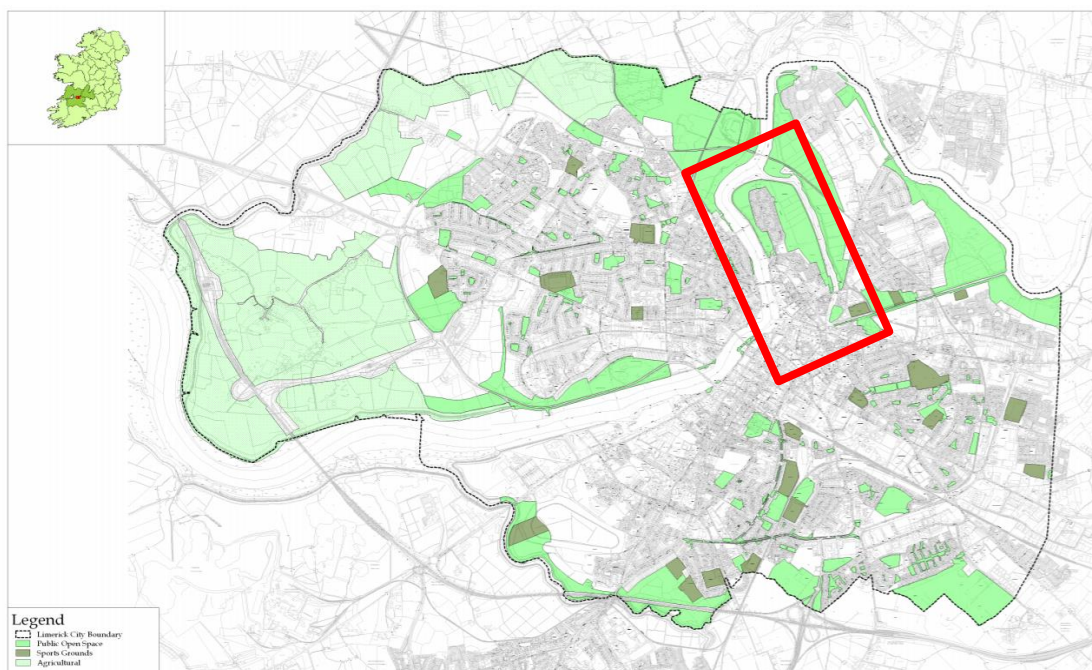 Legend
Limerick City Boundary
Public Open Space
Sports Grounds
Agricultural